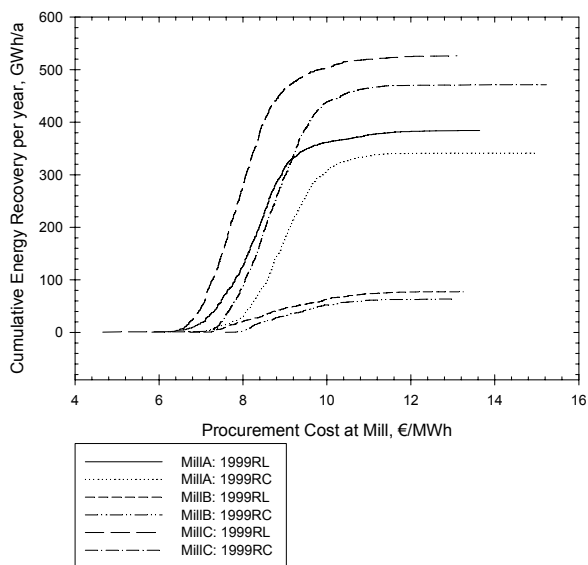 600
500
400
300
200
100
0
Cumulative Energy Recovery per year, GWh/a
4 6 8 10 12 14 16
Procurement Cost at Mill, €/MWh
MillA: 1999RL
MillA: 1999RC
MillB: 1999RL
MillB: 1999RC
MillC: 1999RL
MillC: 1999RC